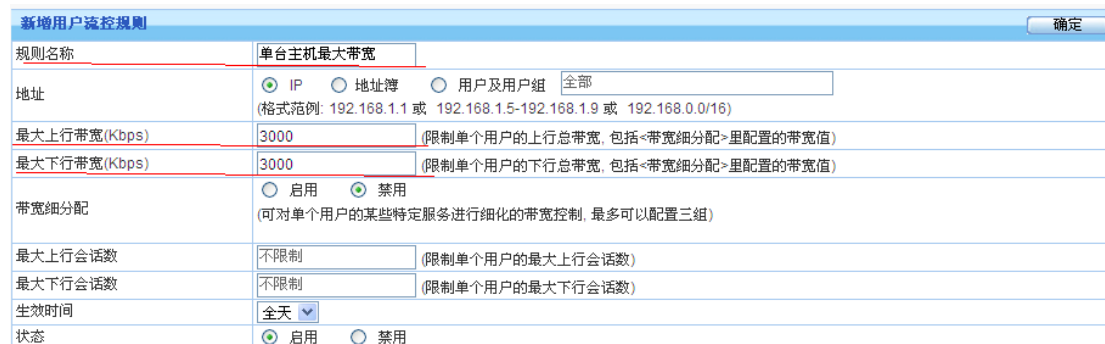 新增用户流控规则 确定
规则名称 单台主机最大带宽
地址 IP 地址簿 用户及用户组 全部
(格式范例: 192.168.1.1 或 192.168.1.5-192.168.1.9 或 192.168.0.0/16)
最大上行带宽(Kbps) 3000 (限制单个用户的上行总带宽, 包括<带宽细分配>里配置的带宽值)
最大下行带宽(Kbps) 3000 (限制单个用户的下行总带宽, 包括<带宽细分配>里配置的带宽值)
带宽细分配 启用 禁用
(可对单个用户的某些特定服务进行细化的带宽控制, 最多可以配置三组)
最大上行会话数 不限制 (限制单个用户的最大上行会话数)
最大下行会话数 不限制 (限制单个用户的最大下行会话数)
生效时间 全天
状态 启用 禁用